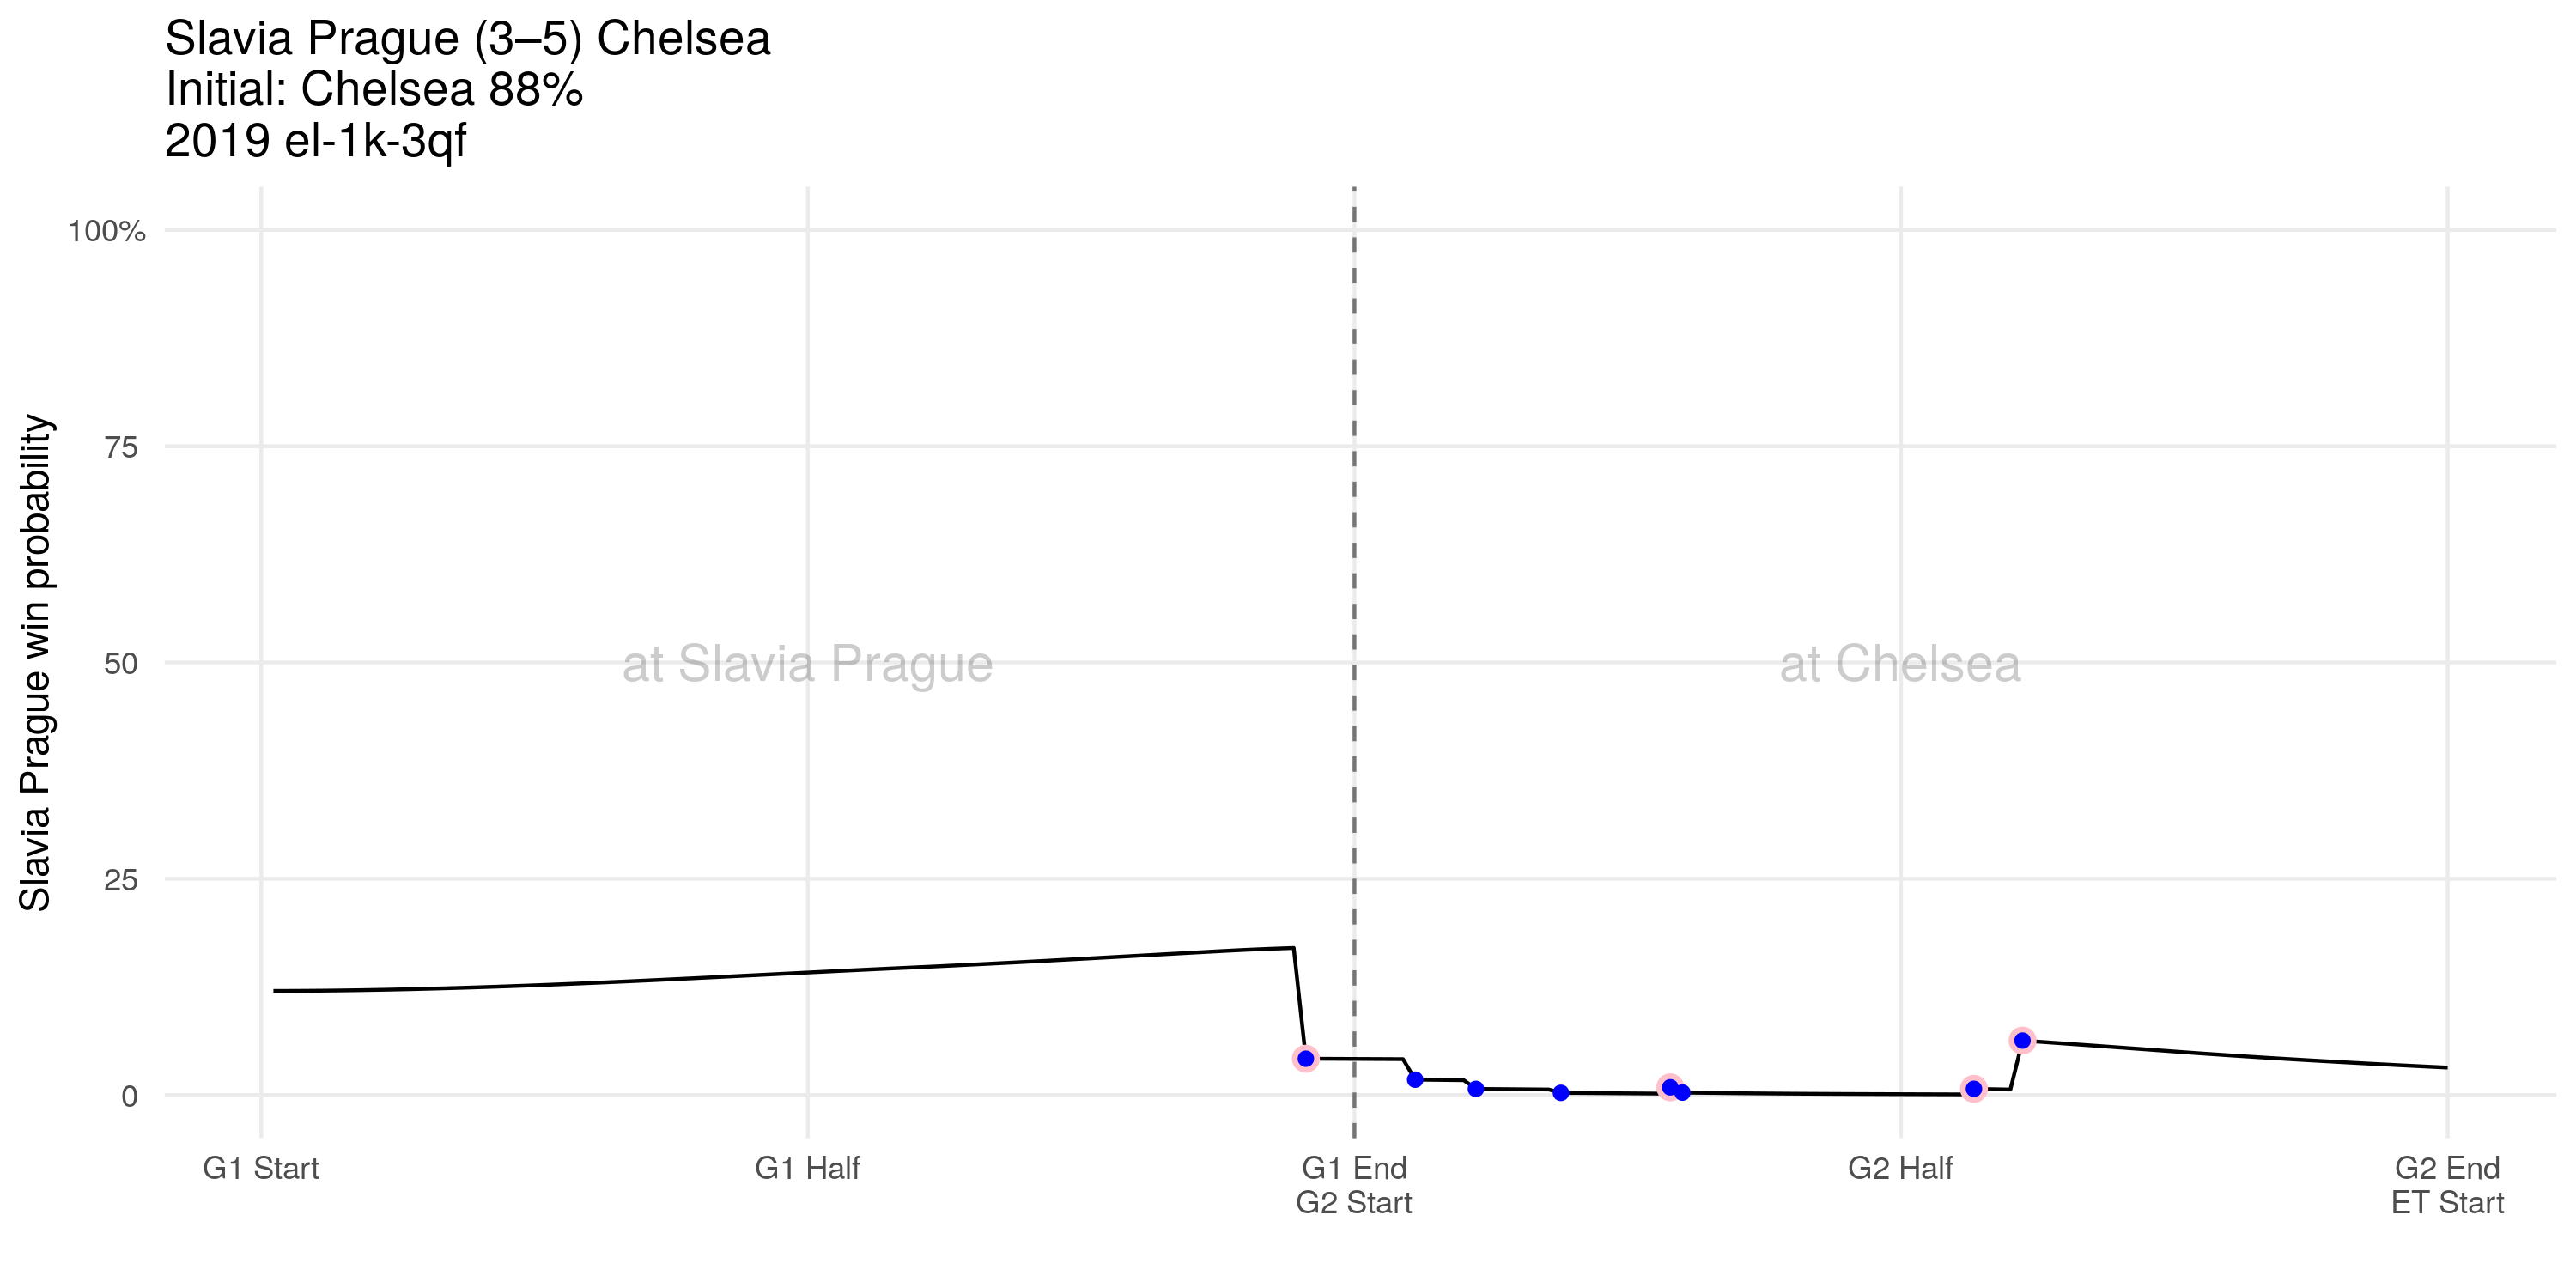 Slavia Prague (3–5) Chelsea
Initial: Chelsea 88%
2019 el-1k-3qf
Slavia Prague win probability
100%
75
50
25
0
at Slavia Prague
at Chelsea
G1 Start
G1 Half
G1 End
G2 Start
G2 Half
G2 End
ET Start